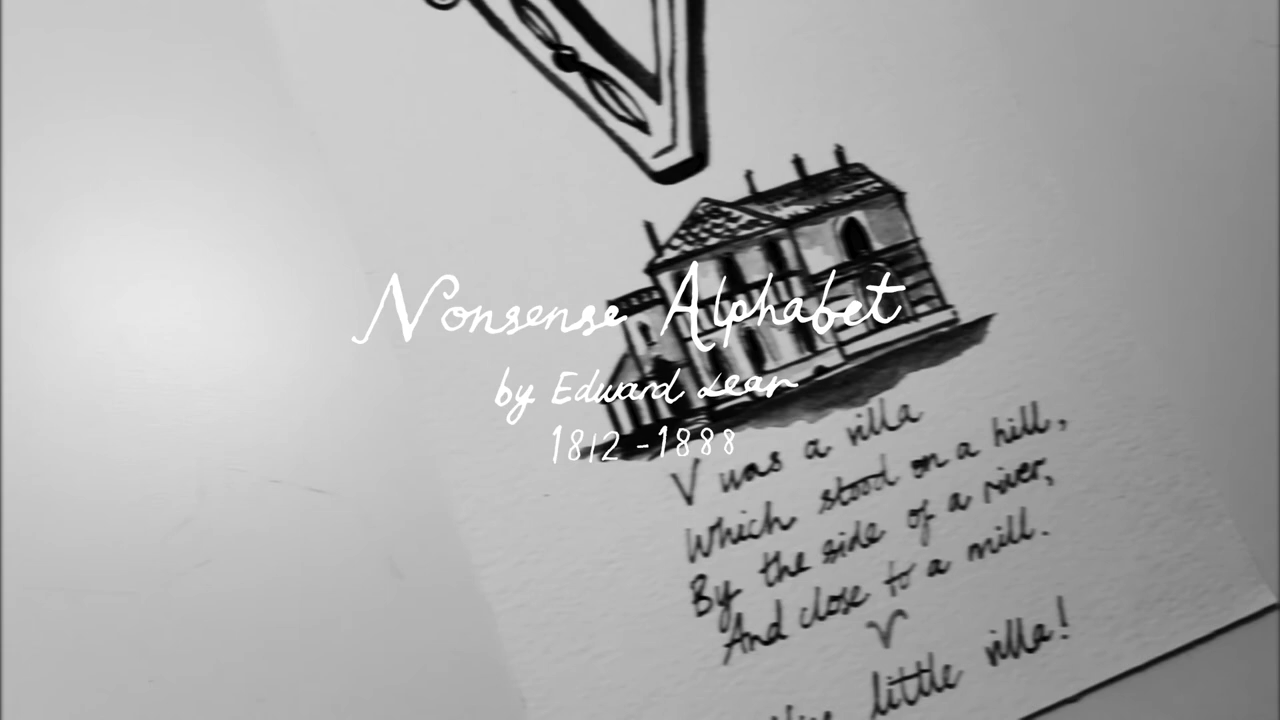 Nonsense Alphabet
by Edward Lear
1812 - 1888
V was a villa
Which stood on a hill,
By the side of a river,
And close to a mill.
V
little villa!